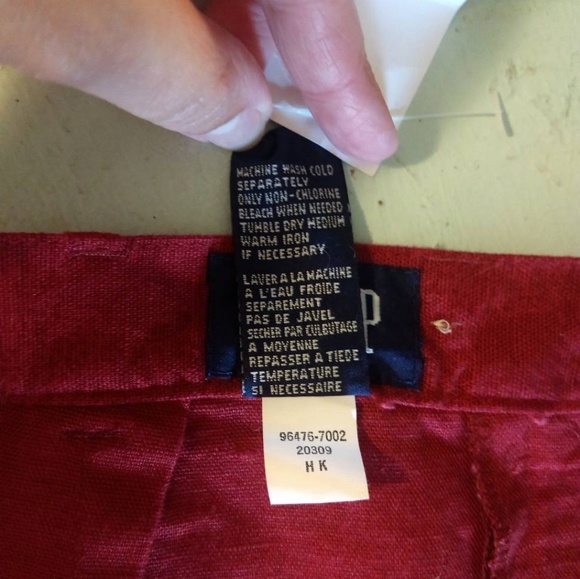 MACHINE WASH COLD
SEPARATELY
ONLY NON-CHLORINE
BLEACH WHEN NEEDED
TUMBLE DRY MEDIUM
WARM IRON
IF NECESSARY
LAVER A LA MACHINE
A L'EAU FROIDE
SEPAREMENT
PAS DE JAVEL
SECHER PAR CULBUTAGE
A MOYENNE
REPASSER A TIEDE
TEMPERATURE
SI NECESSAIRE
P
96476-7002
20309
H K